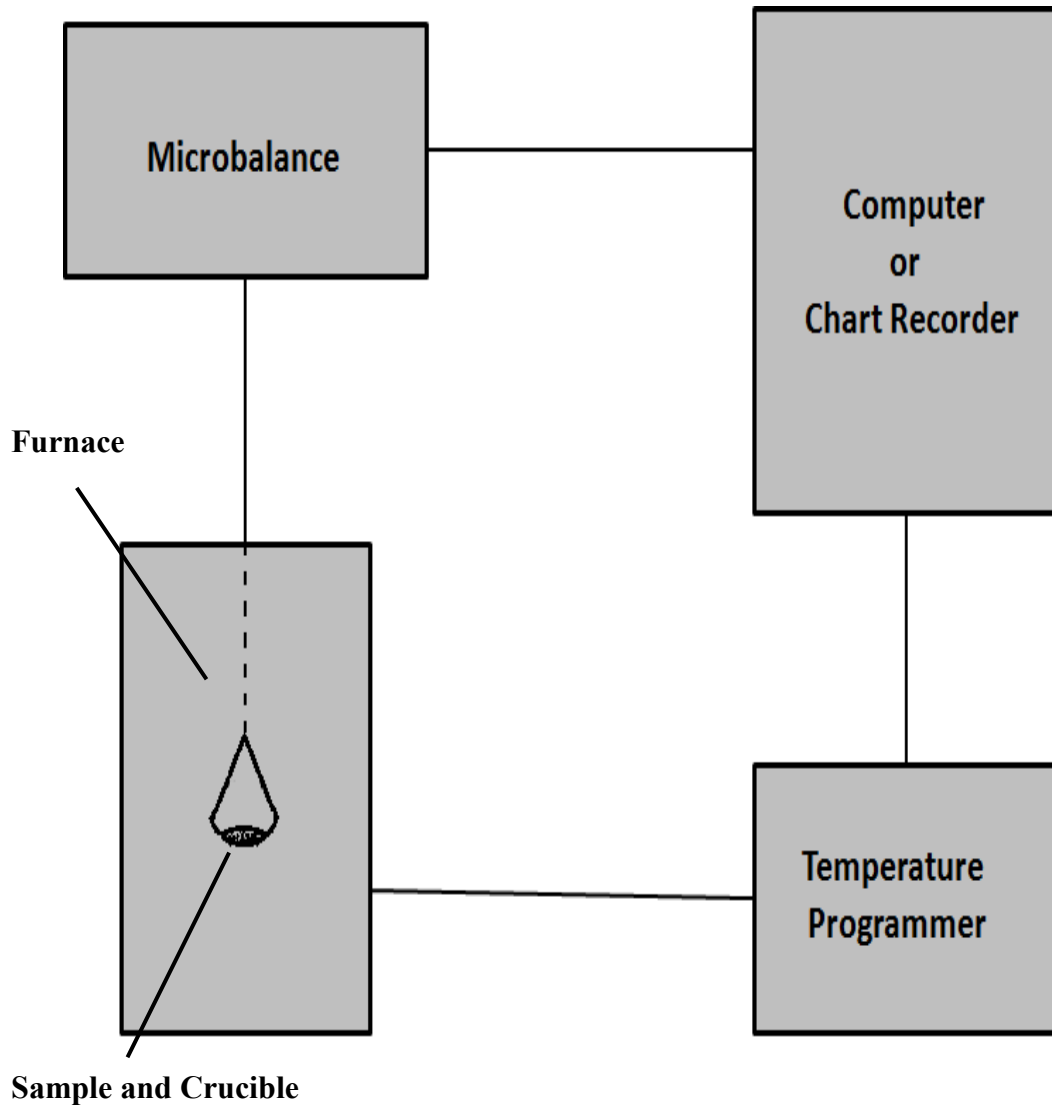 Microbalance
Computer
or
Chart Recorder
Furnace
Temperature
Programmer
Sample and Crucible